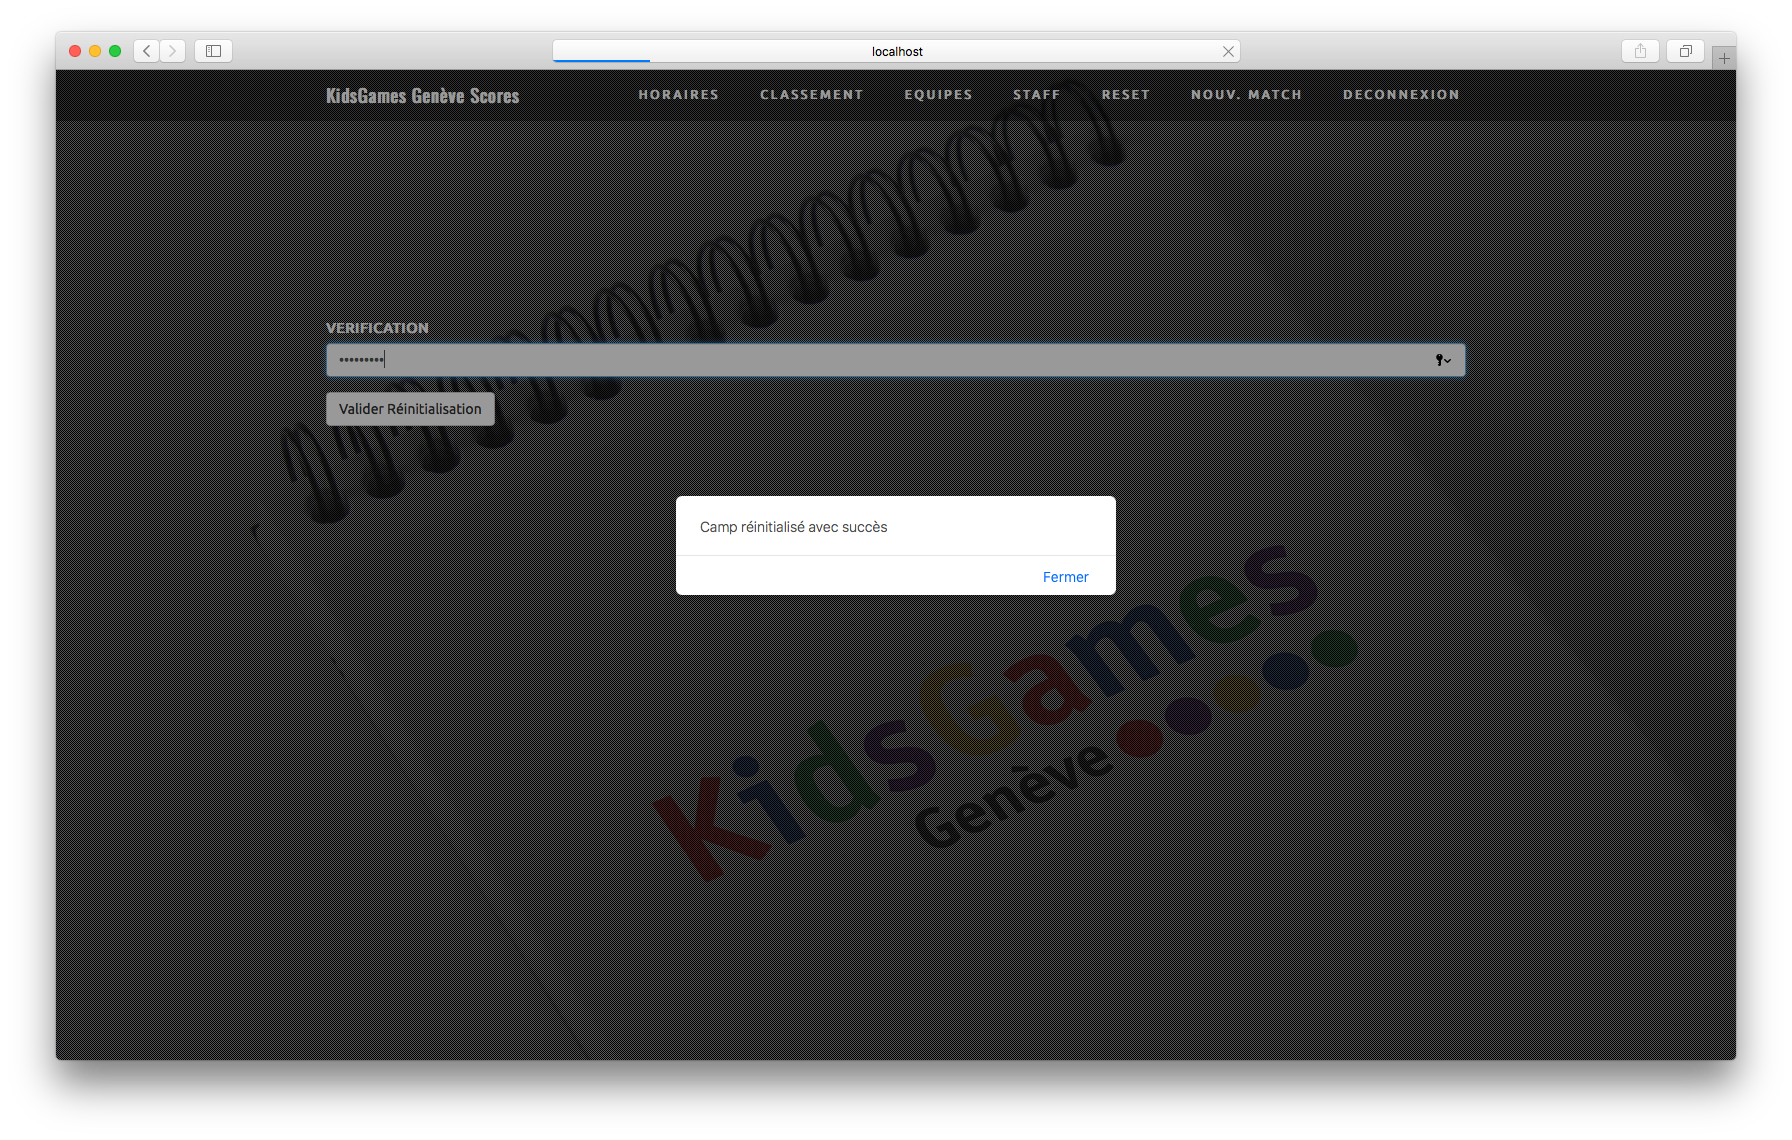 localhost
KidsGames Genève Scores
HORAIRES CLASSEMENT EQUIPES STAFF RESET NOUV. MATCH DECONNEXION
VERIFICATION
•••••••••
Valider Réinitialisation
Camp réinitialisé avec succès
Fermer
KidsGames
Genève